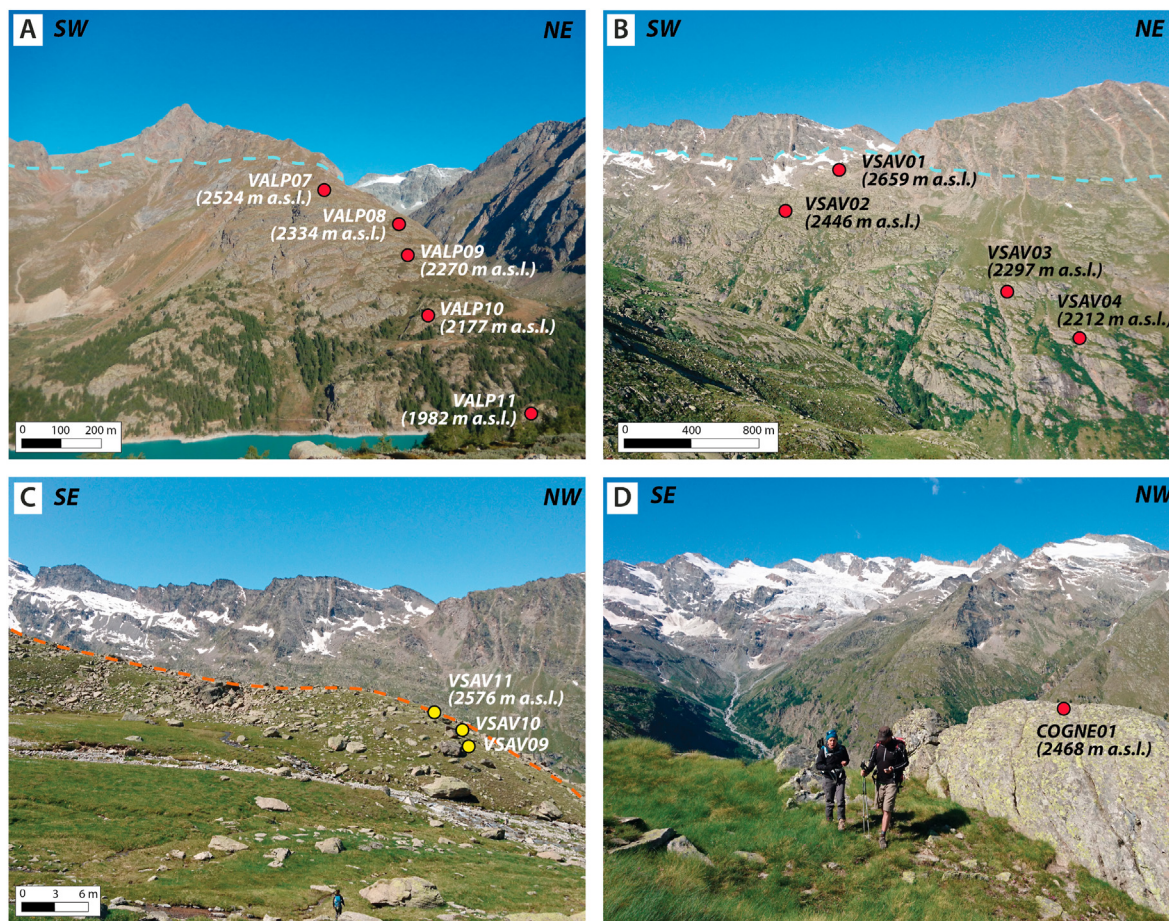 A
SW
NE
VALP07
(2524 m a.s.l.)
VALP08
(2334 m a.s.l.)
VALP09
(2270 m a.s.l.)
VALP10
(2177 m a.s.l.)
VALP11
(1982 m a.s.l.)
0 100 200 m
B
SW
NE
VSAV01
(2659 m a.s.l.)
VSAV02
(2446 m a.s.l.)
VSAV03
(2297 m a.s.l.)
VSAV04
(2212 m a.s.l.)
0 400 800 m
C
SE
NW
VSAV11
(2576 m a.s.l.)
VSAV10
VSAV09
0 3 6 m
D
SE
NW
COGNE01
(2468 m a.s.l.)